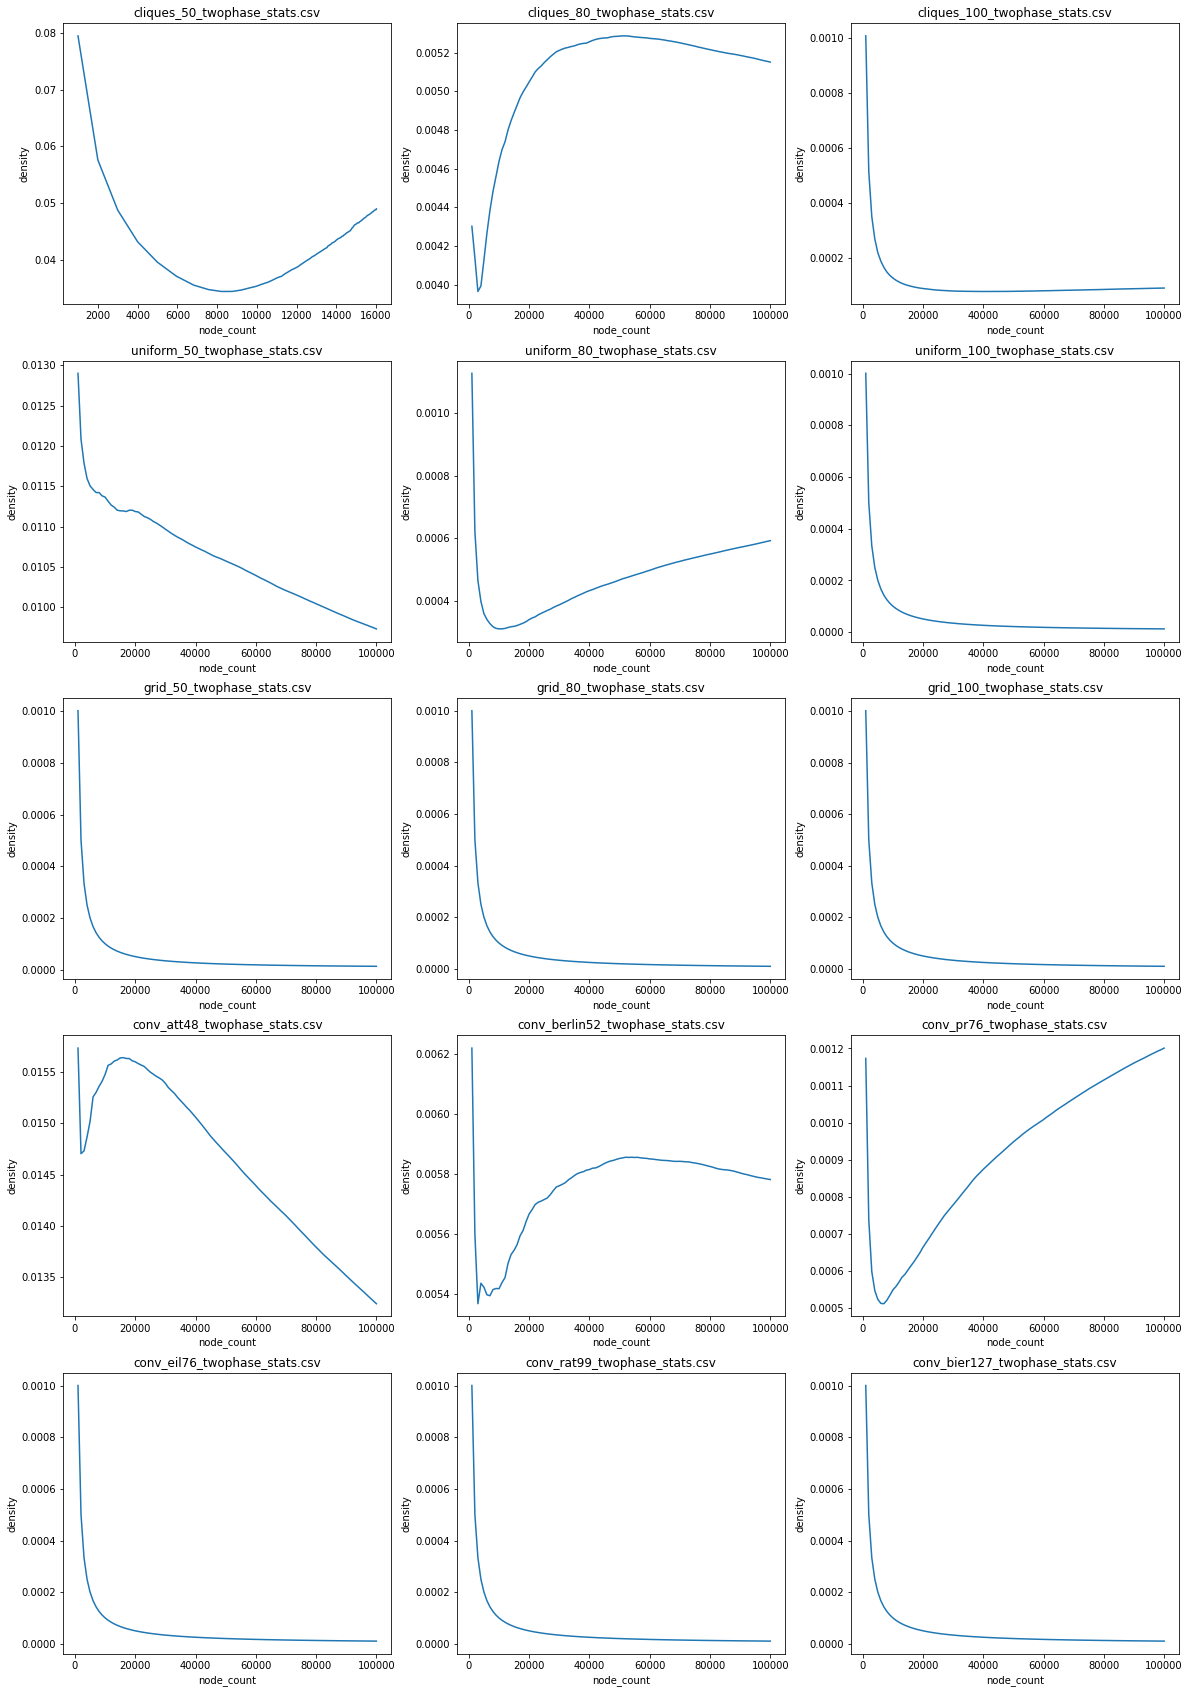 cliques_50_twophase_stats.csv
0.08
0.07
0.06
0.05
0.04
density
2000 4000 6000 8000 10000 12000 14000 16000
node_count
cliques_80_twophase_stats.csv
0.0052
0.0050
0.0048
0.0046
0.0044
0.0042
0.0040
density
0 20000 40000 60000 80000 100000
node_count
cliques_100_twophase_stats.csv
0.0010
0.0008
0.0006
0.0004
0.0002
density
0 20000 40000 60000 80000 100000
node_count
uniform_50_twophase_stats.csv
0.0130
0.0125
0.0120
0.0115
0.0110
0.0105
0.0100
density
0 20000 40000 60000 80000 100000
node_count
uniform_80_twophase_stats.csv
0.0010
0.0008
0.0006
0.0004
density
0 20000 40000 60000 80000 100000
node_count
uniform_100_twophase_stats.csv
0.0010
0.0008
0.0006
0.0004
0.0002
0.0000
density
0 20000 40000 60000 80000 100000
node_count
grid_50_twophase_stats.csv
0.0010
0.0008
0.0006
0.0004
0.0002
0.0000
density
0 20000 40000 60000 80000 100000
node_count
grid_80_twophase_stats.csv
0.0010
0.0008
0.0006
0.0004
0.0002
0.0000
density
0 20000 40000 60000 80000 100000
node_count
grid_100_twophase_stats.csv
0.0010
0.0008
0.0006
0.0004
0.0002
0.0000
density
0 20000 40000 60000 80000 100000
node_count
conv_att48_twophase_stats.csv
0.0155
0.0150
0.0145
0.0140
0.0135
density
0 20000 40000 60000 80000 100000
node_count
conv_berlin52_twophase_stats.csv
0.0062
0.0060
0.0058
0.0056
0.0054
density
0 20000 40000 60000 80000 100000
node_count
conv_pr76_twophase_stats.csv
0.0012
0.0011
0.0010
0.0009
0.0008
0.0007
0.0006
0.0005
density
0 20000 40000 60000 80000 100000
node_count
conv_eil76_twophase_stats.csv
0.0010
0.0008
0.0006
0.0004
0.0002
0.0000
density
0 20000 40000 60000 80000 100000
node_count
conv_rat99_twophase_stats.csv
0.0010
0.0008
0.0006
0.0004
0.0002
0.0000
density
0 20000 40000 60000 80000 100000
node_count
conv_bier127_twophase_stats.csv
0.0010
0.0008
0.0006
0.0004
0.0002
0.0000
density
0 20000 40000 60000 80000 100000
node_count